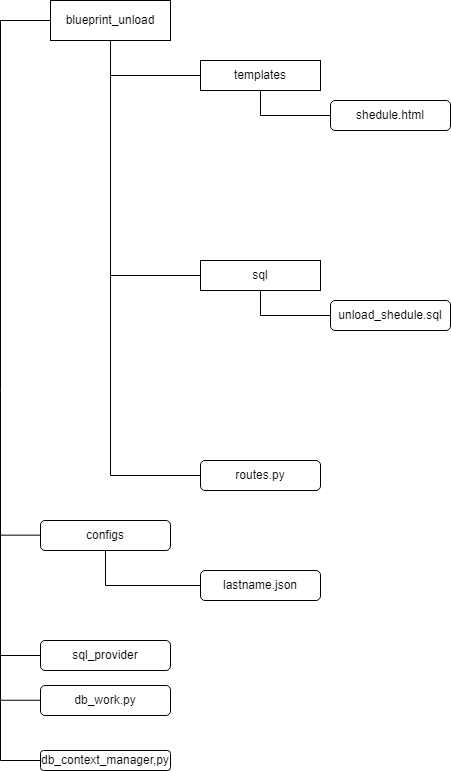 blueprint_unload
templates
shedule.html
sql
unload_shedule.sql
routes.py
configs
lastname.json
sql_provider
db_work.py
db_context_manager,py